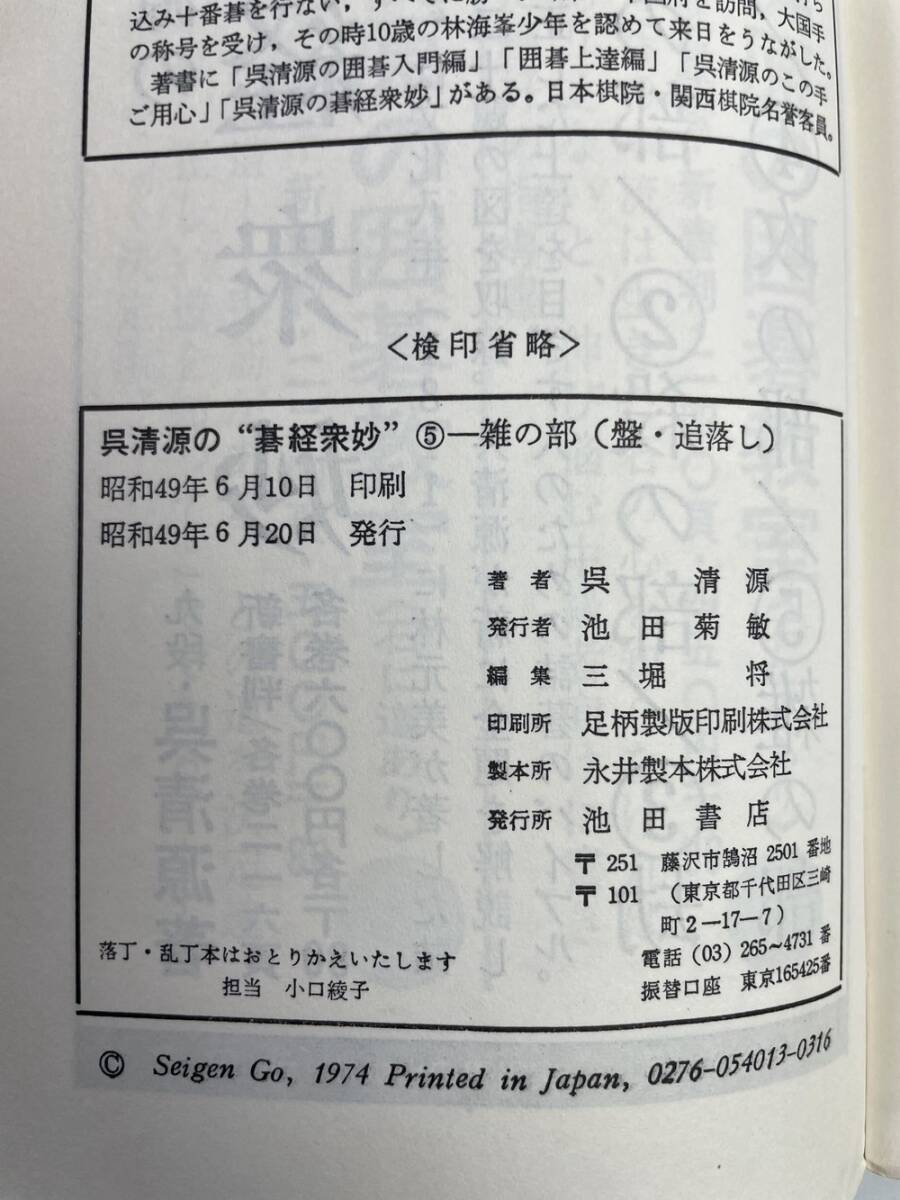 込み十番碁を行ない，
府を訪問，大国手
の称号を受け，その時10歳の林海峯少年を認めて来日をうながした。
著書に「呉清源の囲碁入門編」「囲碁上達編」「呉清源のこの手
ご用心」「呉清源の碁経衆妙」がある。日本棋院・関西棋院名誉客員。
＜検印省略＞
呉清源の“碁経衆妙”⑤―雑の部（盤・追落し）
昭和49年6月10日　印刷
昭和49年6月20日　発行
著者　呉清源
発行者　池田菊敏
編集　三堀将
印刷所　足柄製版印刷株式会社
製本所　永井製本株式会社
発行所　池田書店
〒251　藤沢市鵠沼 2501 番地
〒101　（東京都千代田区三崎
町2－17－7）
電話 (03) 265～4731 番
振替口座　東京165425番
落丁・乱丁本はおとりかえいたします
担当　小口綾子
© Seigen Go, 1974 Printed in Japan, 0276-054013-0316